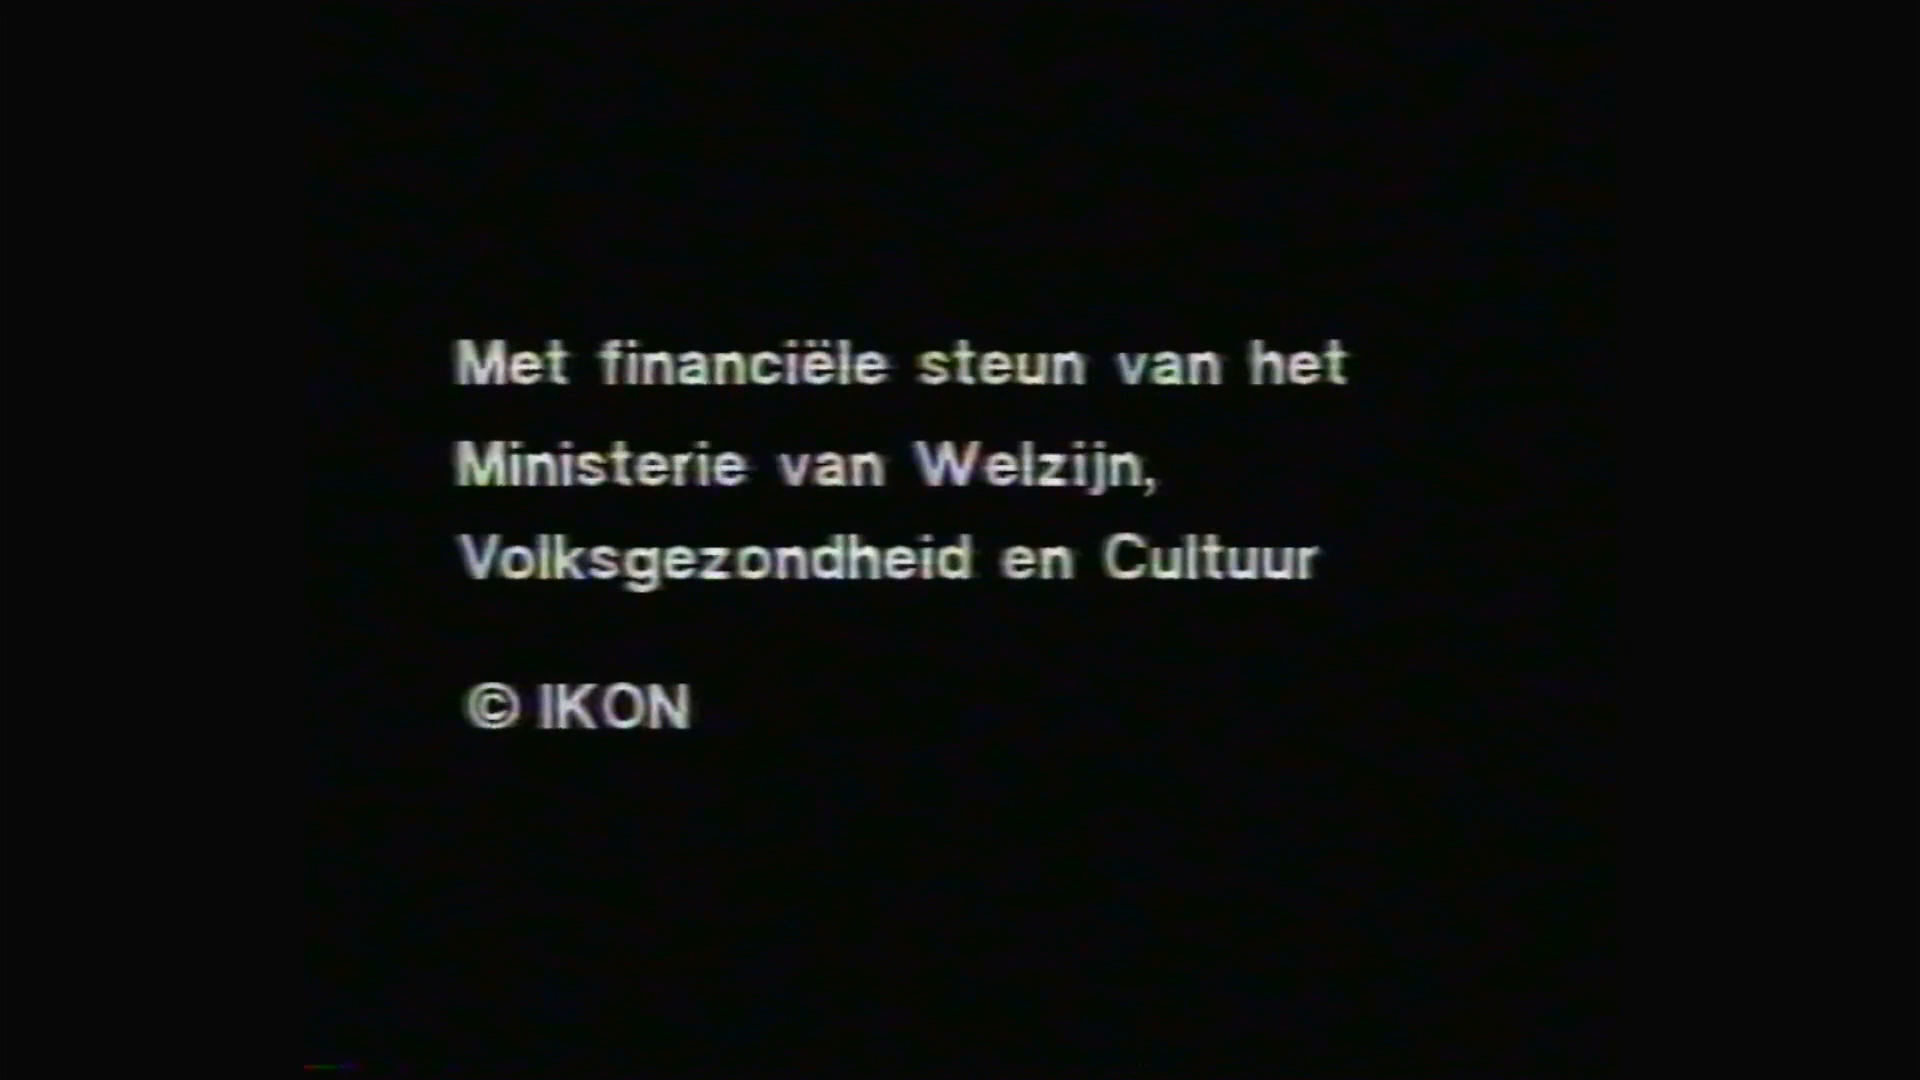 Met financiële steun van het
Ministerie van Welzijn,
Volksgezondheid en Cultuur
© IKON